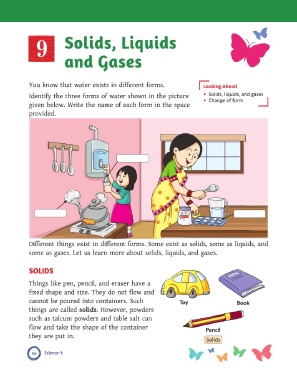 9
Solids, Liquids
and Gases
You know that water exists in different forms.
Identify the three forms of water shown in the picture
given below. Write the name of each form in the space
provided.
Looking Ahead
• Solids, liquids, and gases
• Change of form
Different things exist in different forms. Some exist as solids, some as liquids, and
some as gases. Let us learn more about solids, liquids, and gases.
SOLIDS
Things like pen, pencil, and eraser have a
fixed shape and size. They do not flow and
cannot be poured into containers. Such
things are called solids. However, powders
such as talcum powders and table salt can
flow and take the shape of the container
they are put in.
Toy
Book
Pencil
Solids
Science-3